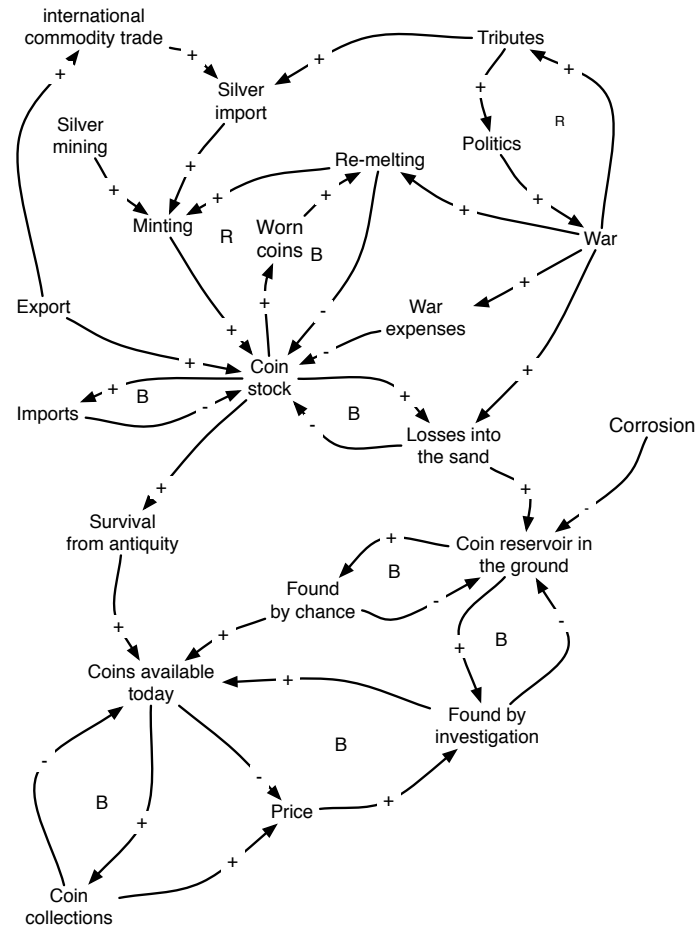 international
commodity trade
Tributes
+
+
+
+
Silver
import
+
R
Silver
mining
Politics
+
Re-melting
+
+
+
+
+
Minting
R
Worn
coins
B
War
+
+
-
Export
War
expenses
+
-
+
Coin
stock
+
+
B
-
+
B
-
Imports
Losses into
the sand
Corrosion
+
+
-
Survival
from antiquity
+
Coin reservoir in
the ground
B
Found
by chance
-
-
+
+
+
B
Coins available
today
+
Found by
investigation
B
-
-
B
+
Price
+
+
Coin
collections